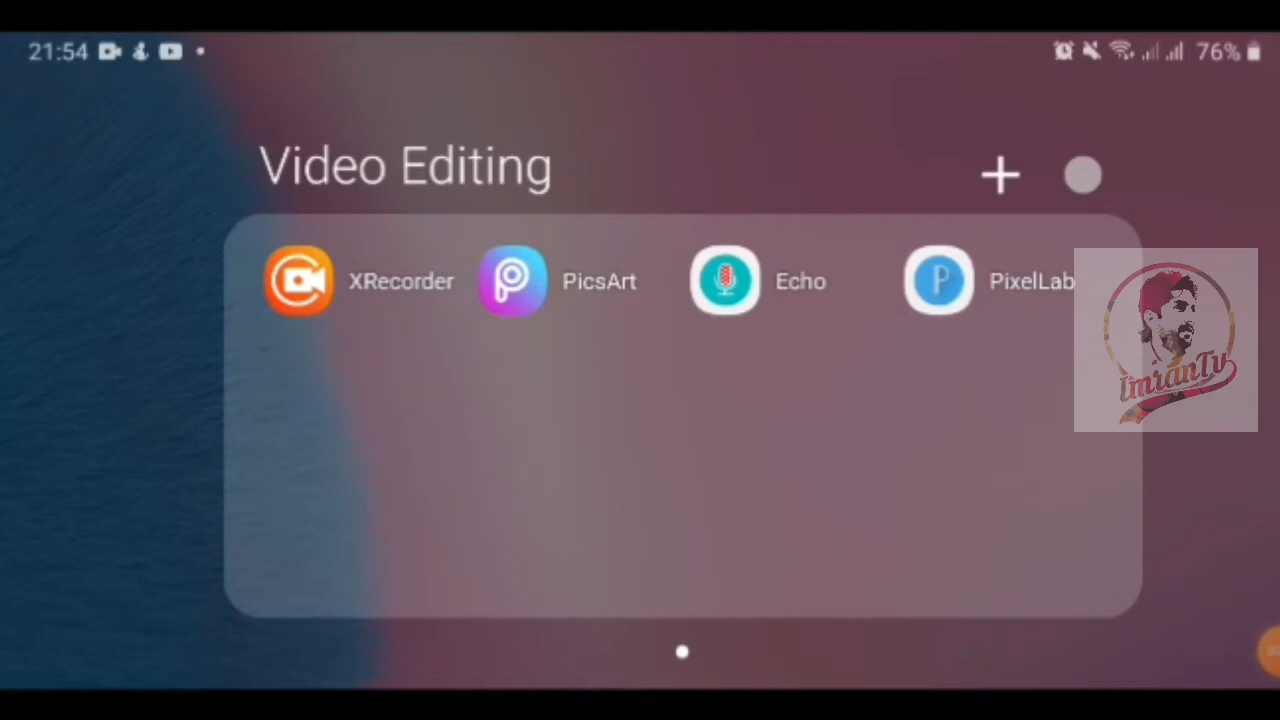 21:54
76%
Video Editing
XRecorder
PicsArt
Echo
PixelLab
ImranTv